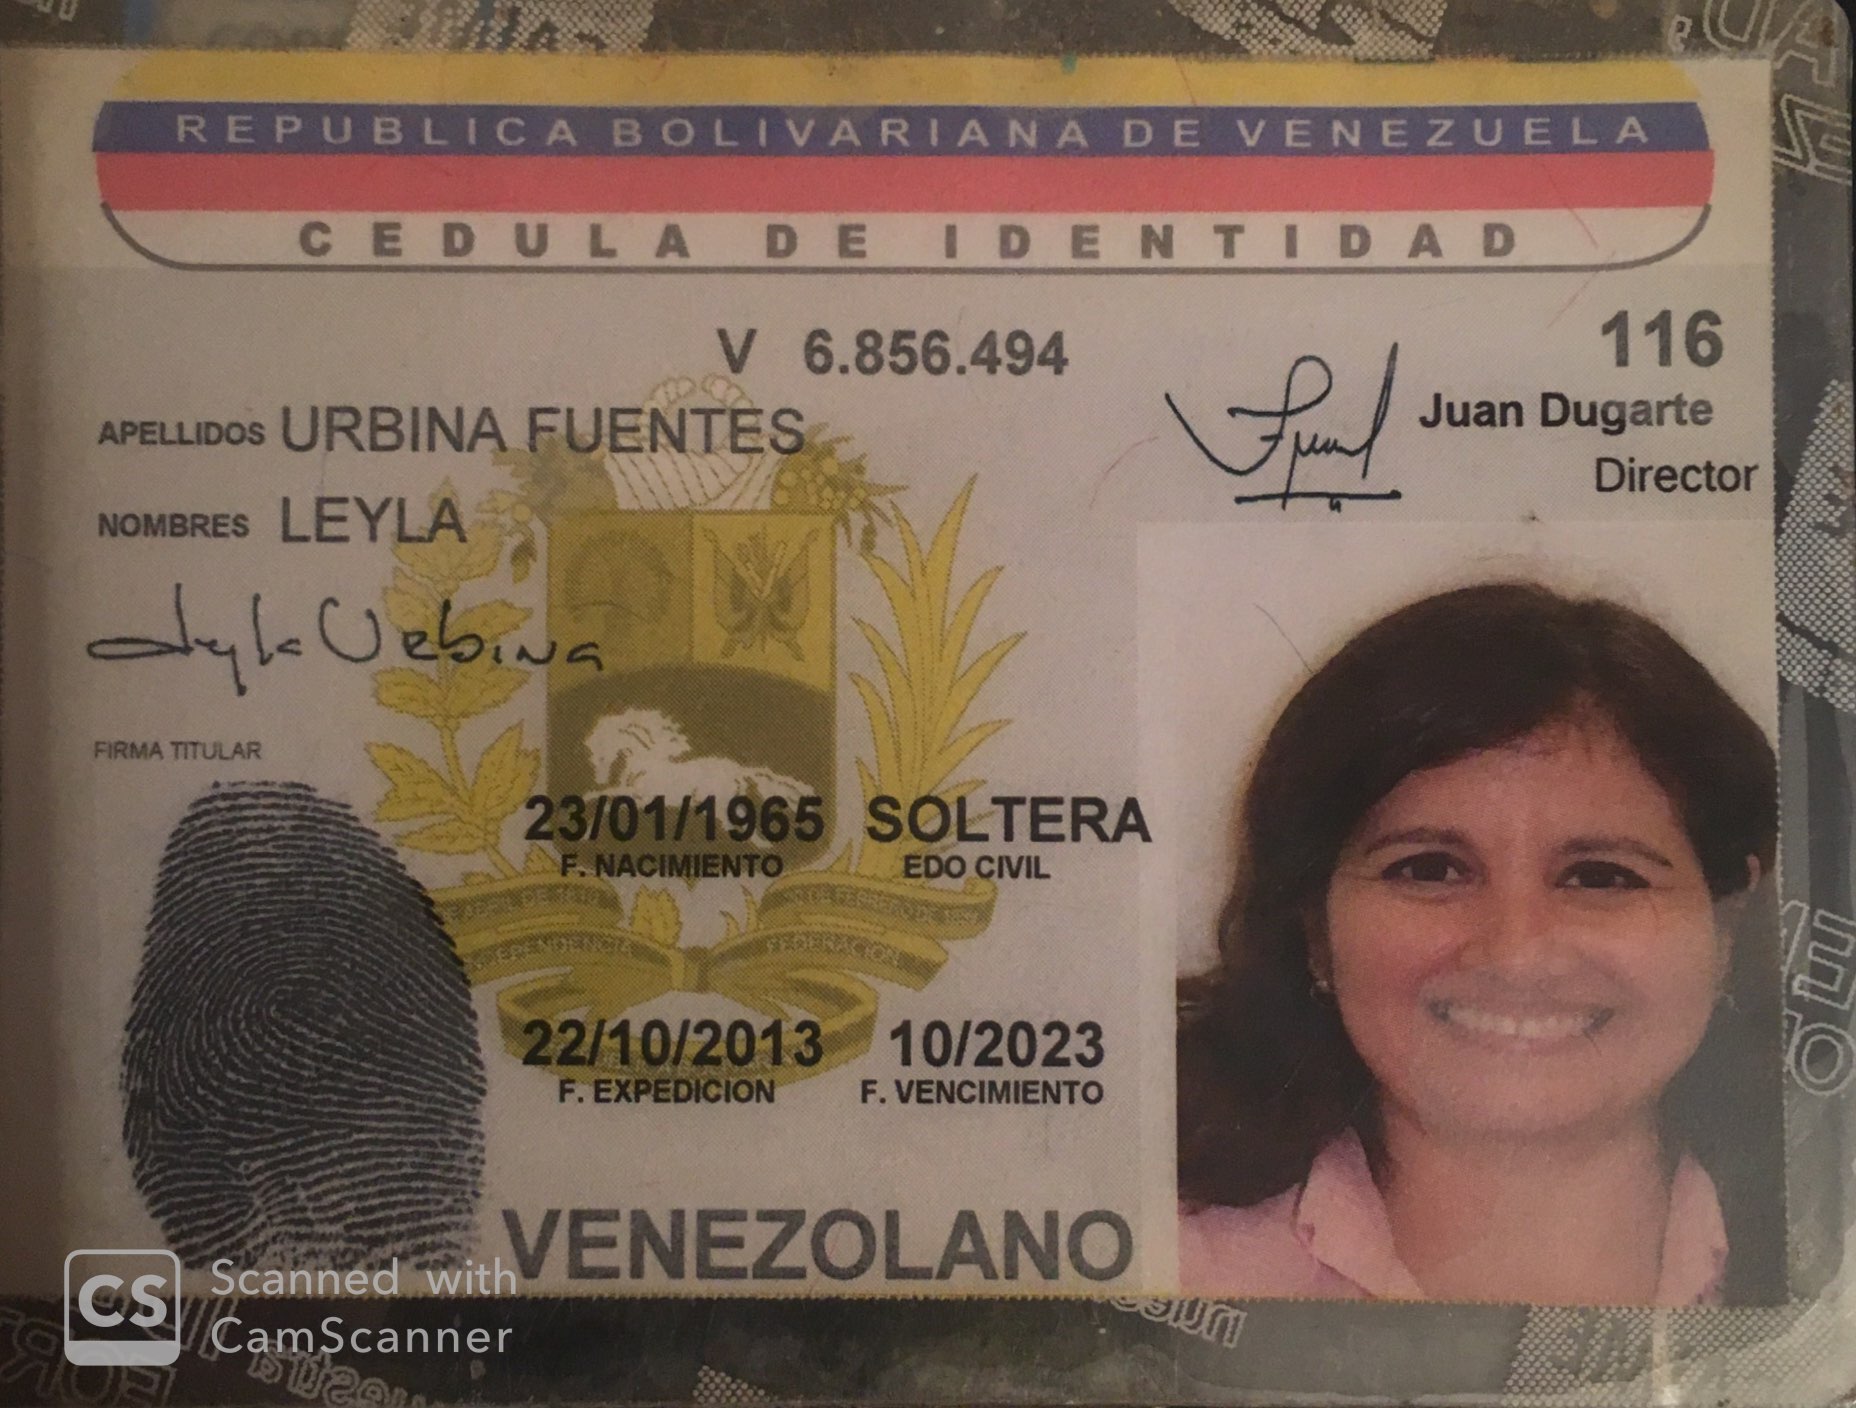 REPUBLICA BOLIVARIANA DE VENEZUELA
CEDULA DE IDENTIDAD
V 6.856.494
116
APELLIDOS URBINA FUENTES
Juan Dugarte
Director
NOMBRES LEYLA
Leyla Urbina
FIRMA TITULAR
23/01/1965 SOLTERA
F. NACIMIENTO EDO CIVIL
INDEPENDENCIA FEDERACION
22/10/2013 10/2023
F. EXPEDICION F. VENCIMIENTO
VENEZOLANO
CS Scanned with
CamScanner